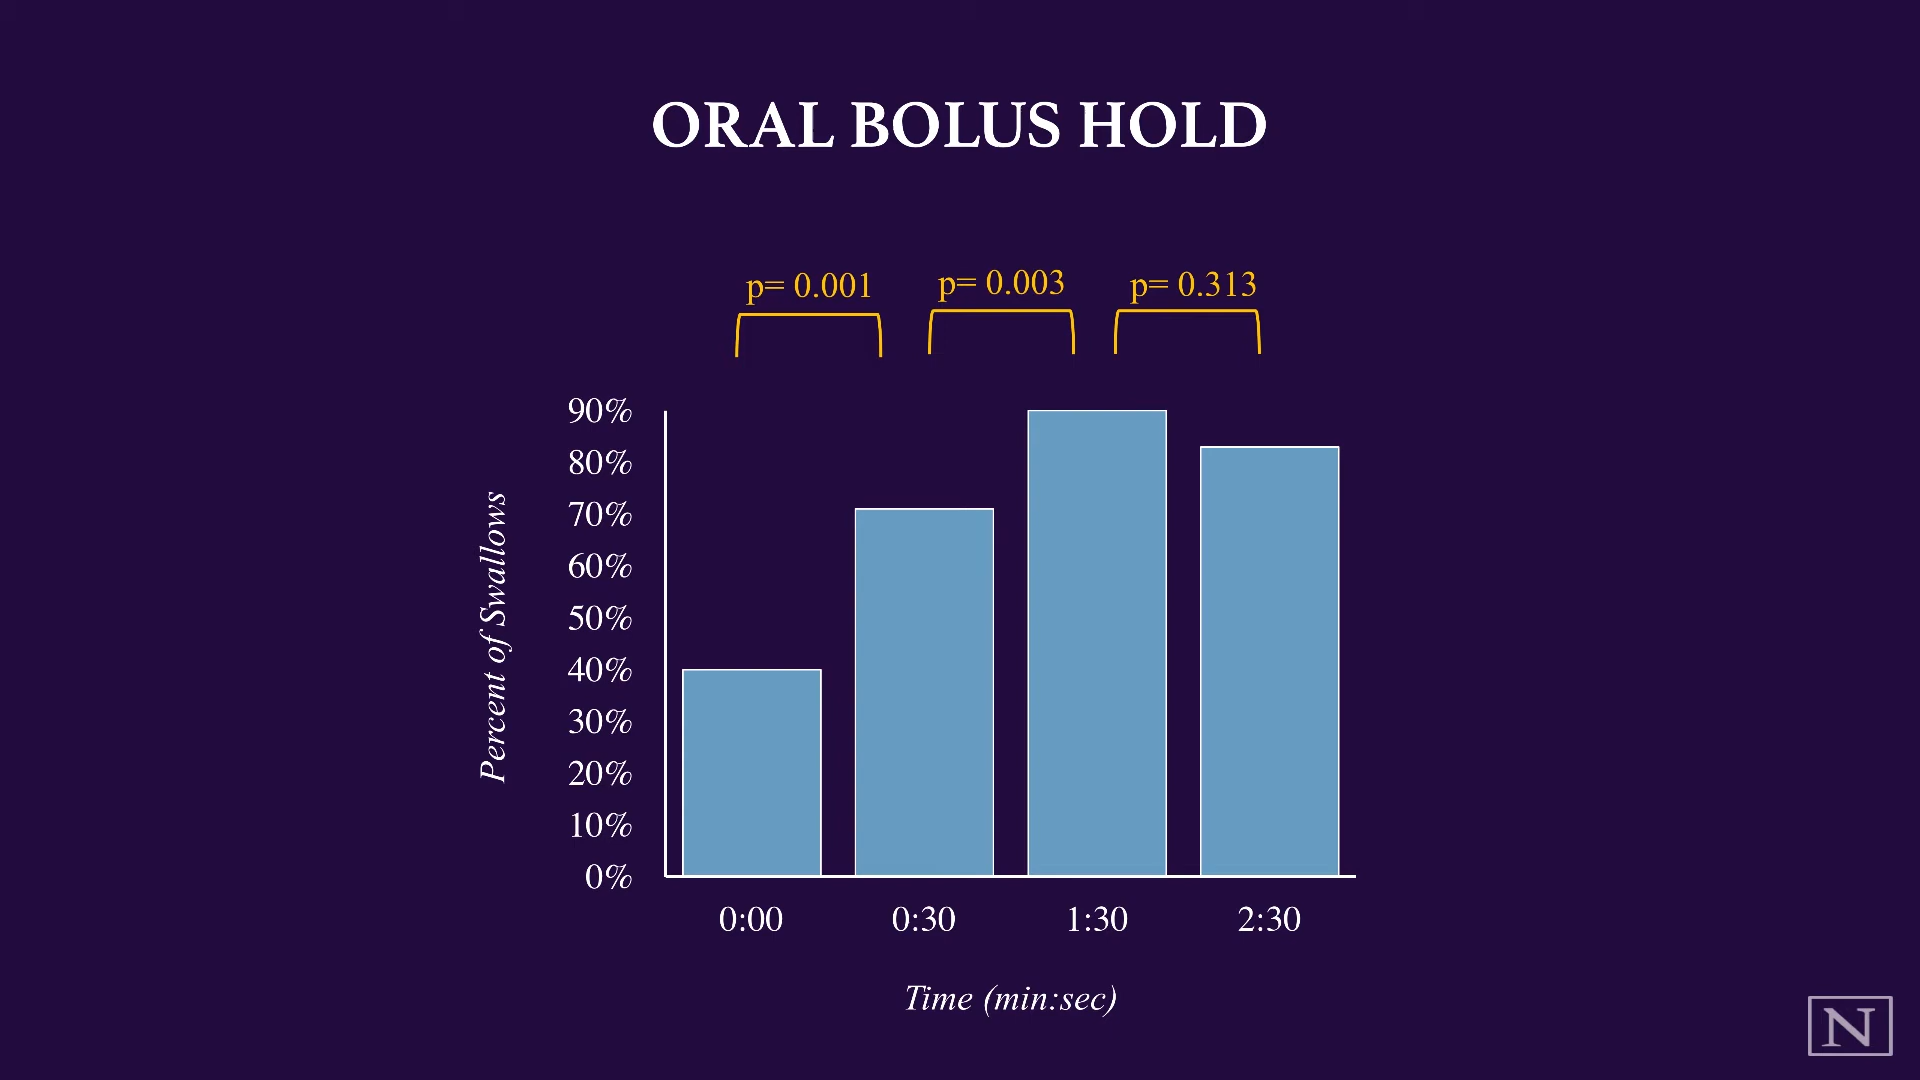 ORAL BOLUS HOLD
p= 0.001 p= 0.003 p= 0.313
90%
80%
70%
60%
50%
40%
30%
20%
10%
0%
Percent of Swallows
0:00 0:30 1:30 2:30
Time (min:sec)
N